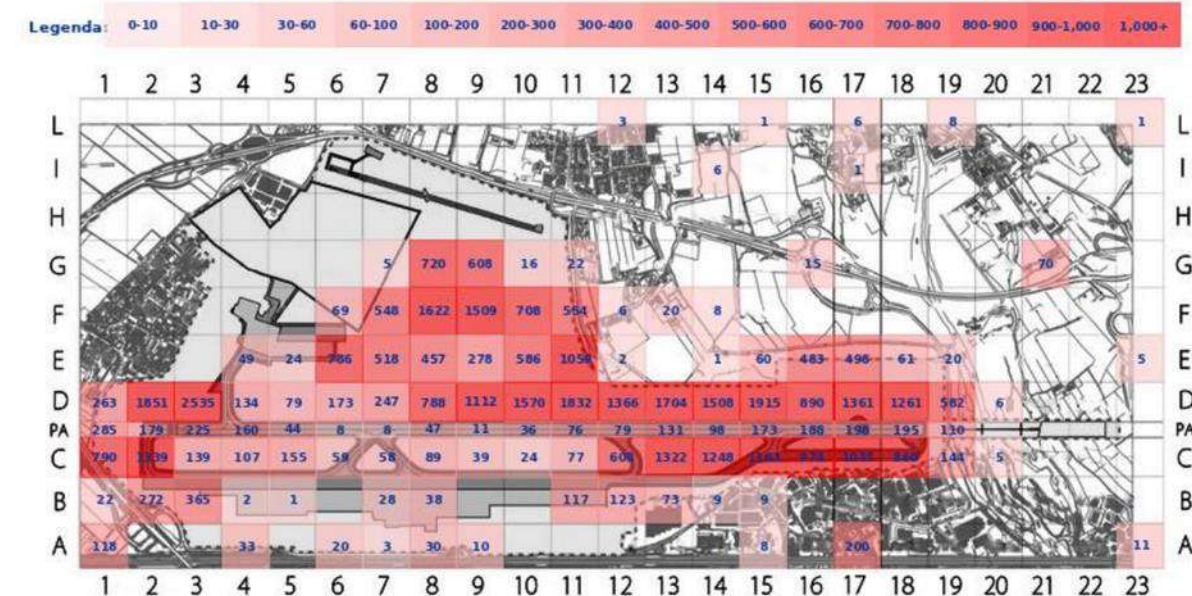 Legenda: 0-10 10-30 30-60 60-100 100-200 200-300 300-400 400-500 500-600 600-700 700-800 800-900 900-1,000 1,000+
1 2 3 4 5 6 7 8 9 10 11 12 13 14 15 16 17 18 19 20 21 22 23
L 3 1 6 8 1 L
I 6 1 I
H H
G 5 720 608 16 22 15 70 G
F 69 548 1622 1509 708 564 6 20 8 F
E 49 24 786 518 457 278 586 2 1 60 483 498 61 20 5 E
D 263 1851 2535 134 79 173 247 788 1112 1570 1832 1366 1704 1508 1915 890 1361 1261 582 6 D
PA 285 179 225 160 44 8 8 47 11 36 76 79 131 98 173 188 198 195 110 PA
C 790 139 107 155 59 58 89 39 24 77 1322 1248 144 5 C
B 22 272 365 2 1 28 38 117 123 73 9 9 B
A 118 33 20 3 30 10 8 200 11 A
1 2 3 4 5 6 7 8 9 10 11 12 13 14 15 16 17 18 19 20 21 22 23